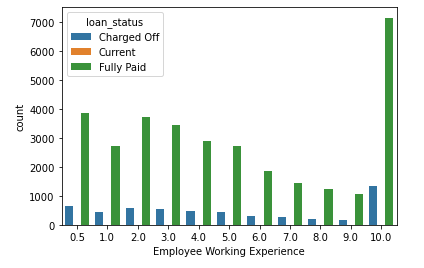 loan_status
Charged Off
Current
Fully Paid
7000
6000
5000
4000
3000
2000
1000
0
count
0.5 1.0 2.0 3.0 4.0 5.0 6.0 7.0 8.0 9.0 10.0
Employee Working Experience